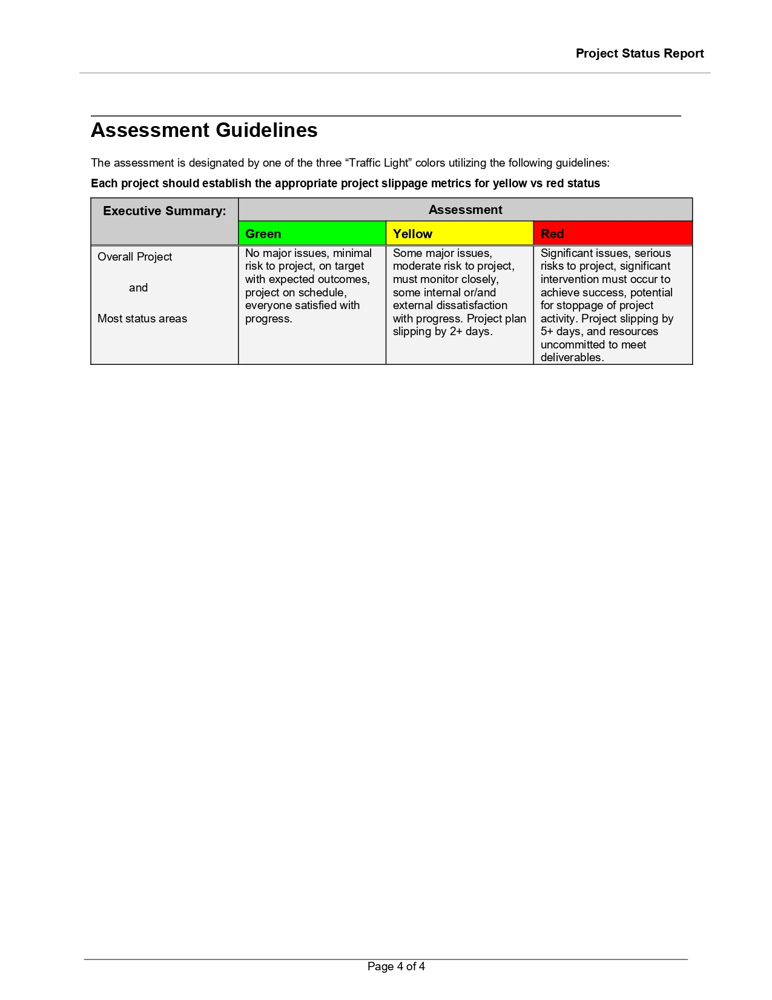 Project Status Report
Assessment Guidelines
The assessment is designated by one of the three “Traffic Light” colors utilizing the following guidelines:
Each project should establish the appropriate project slippage metrics for yellow vs red status
Executive Summary:
Assessment
Green
Yellow
Red
Overall Project
and
Most status areas
No major issues, minimal
risk to project, on target
with expected outcomes,
project on schedule,
everyone satisfied with
progress.
Some major issues,
moderate risk to project,
must monitor closely,
some internal or/and
external dissatisfaction
with progress. Project plan
slipping by 2+ days.
Significant issues, serious
risks to project, significant
intervention must occur to
achieve success, potential
for stoppage of project
activity. Project slipping by
5+ days, and resources
uncommitted to meet
deliverables.
Page 4 of 4